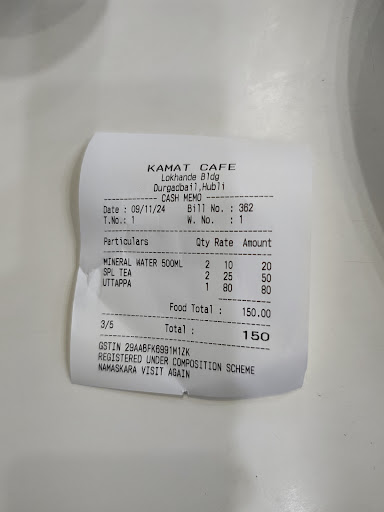 KAMAT CAFE
Lokhande Bldg
Durgadbail,Hubli
CASH MEMO
Date : 09/11/24 Bill No. : 362
T.No.: 1 W. No. : 1
Particulars Qty Rate Amount
MINERAL WATER 500ML 2 10 20
SPL TEA 2 25 50
UTTAPPA 1 80 80
Food Total : 150.00
3/5 Total : 150
GSTIN 29AABFK6991M1ZK
REGISTERED UNDER COMPOSITION SCHEME
NAMASKARA VISIT AGAIN